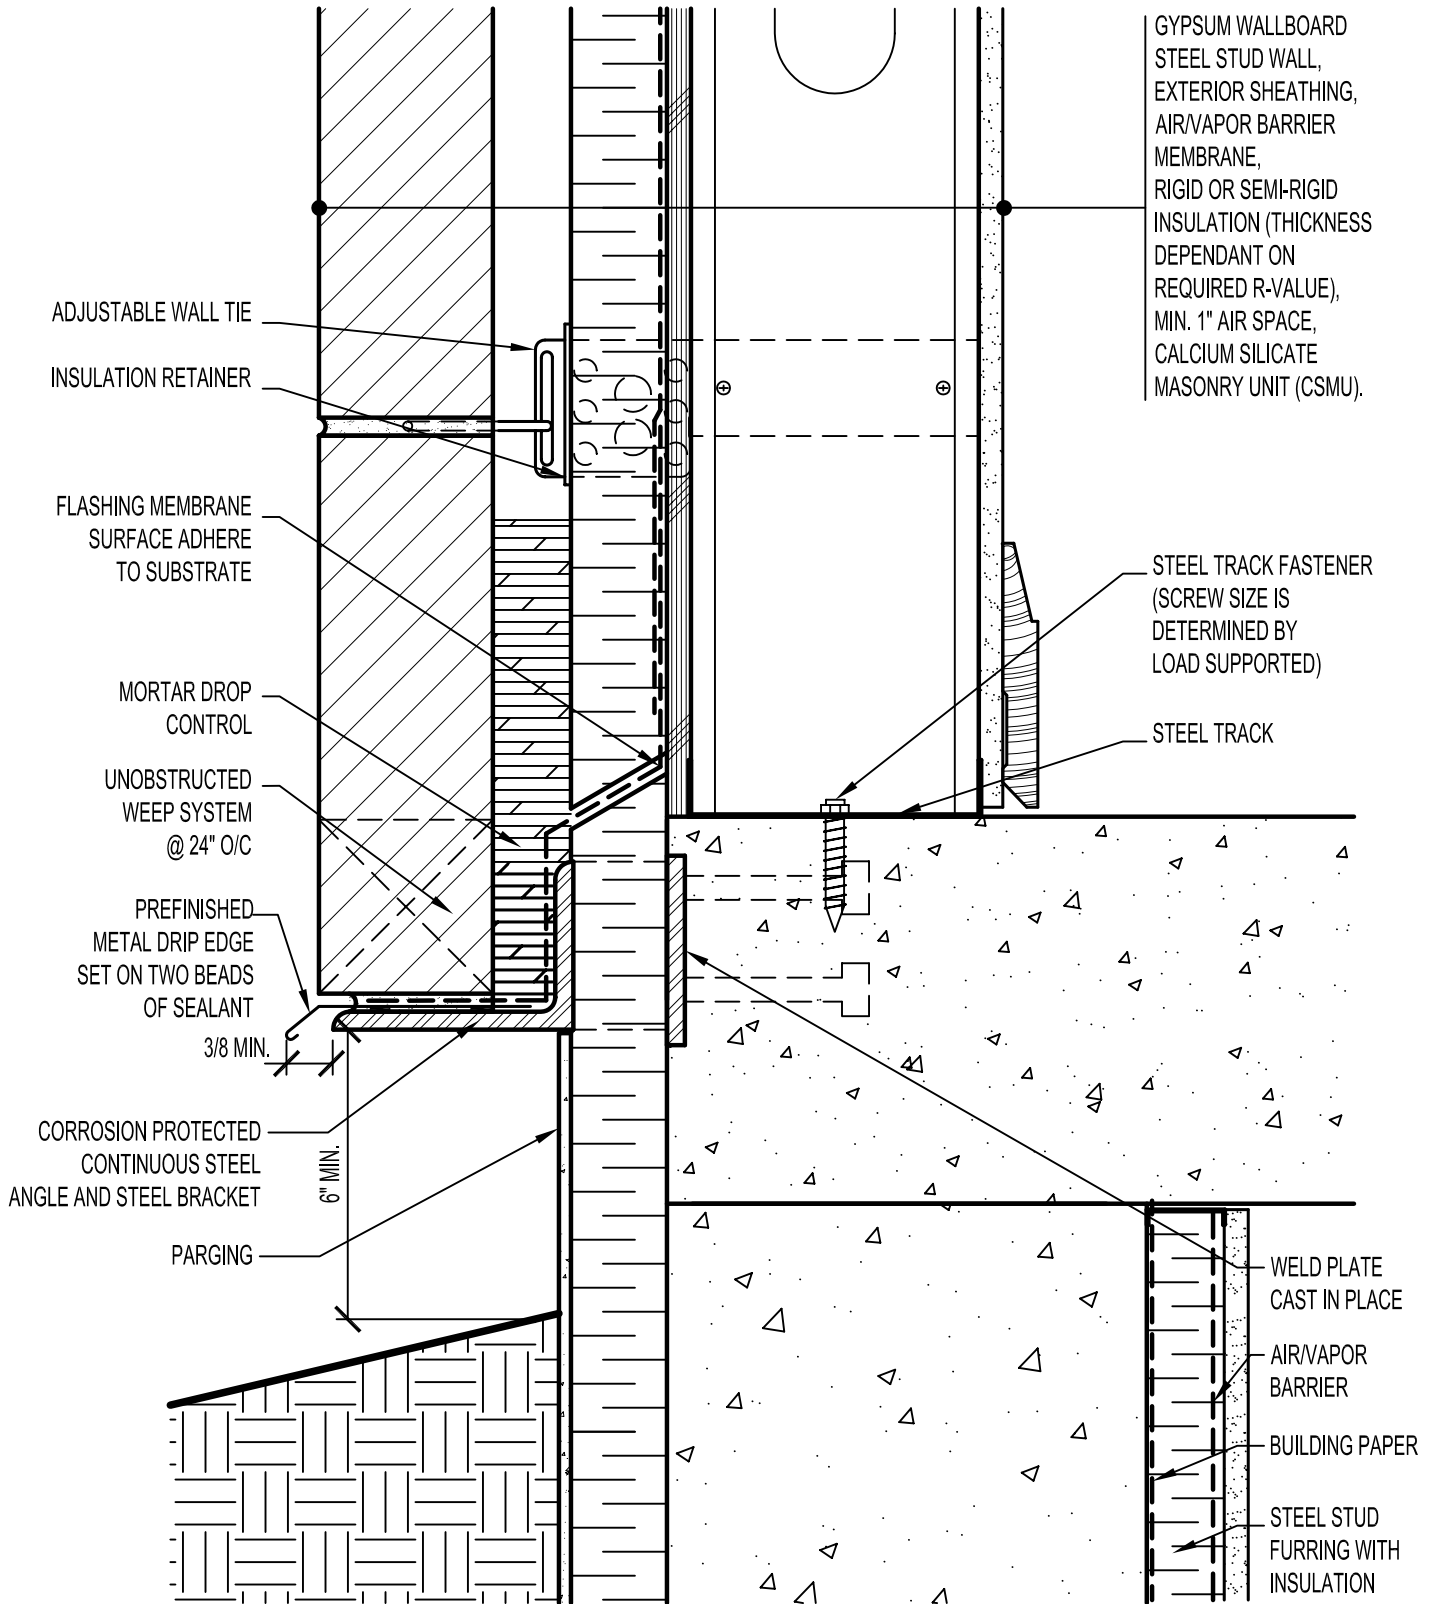 GYPSUM WALLBOARD
STEEL STUD WALL,
EXTERIOR SHEATHING,
AIR/VAPOR BARRIER
MEMBRANE,
RIGID OR SEMI-RIGID
INSULATION (THICKNESS
DEPENDANT ON
REQUIRED R-VALUE),
MIN. 1" AIR SPACE,
CALCIUM SILICATE
MASONRY UNIT (CSMU).
ADJUSTABLE WALL TIE
INSULATION RETAINER
FLASHING MEMBRANE
SURFACE ADHERE
TO SUBSTRATE
MORTAR DROP
CONTROL
UNOBSTRUCTED
WEEP SYSTEM
@ 24" O/C
PREFINISHED
METAL DRIP EDGE
SET ON TWO BEADS
OF SEALANT
3/8 MIN.
CORROSION PROTECTED
CONTINUOUS STEEL
ANGLE AND STEEL BRACKET
6" MIN.
PARGING
STEEL TRACK FASTENER
(SCREW SIZE IS
DETERMINED BY
LOAD SUPPORTED)
STEEL TRACK
WELD PLATE
CAST IN PLACE
AIR/VAPOR
BARRIER
BUILDING PAPER
STEEL STUD
FURRING WITH
INSULATION